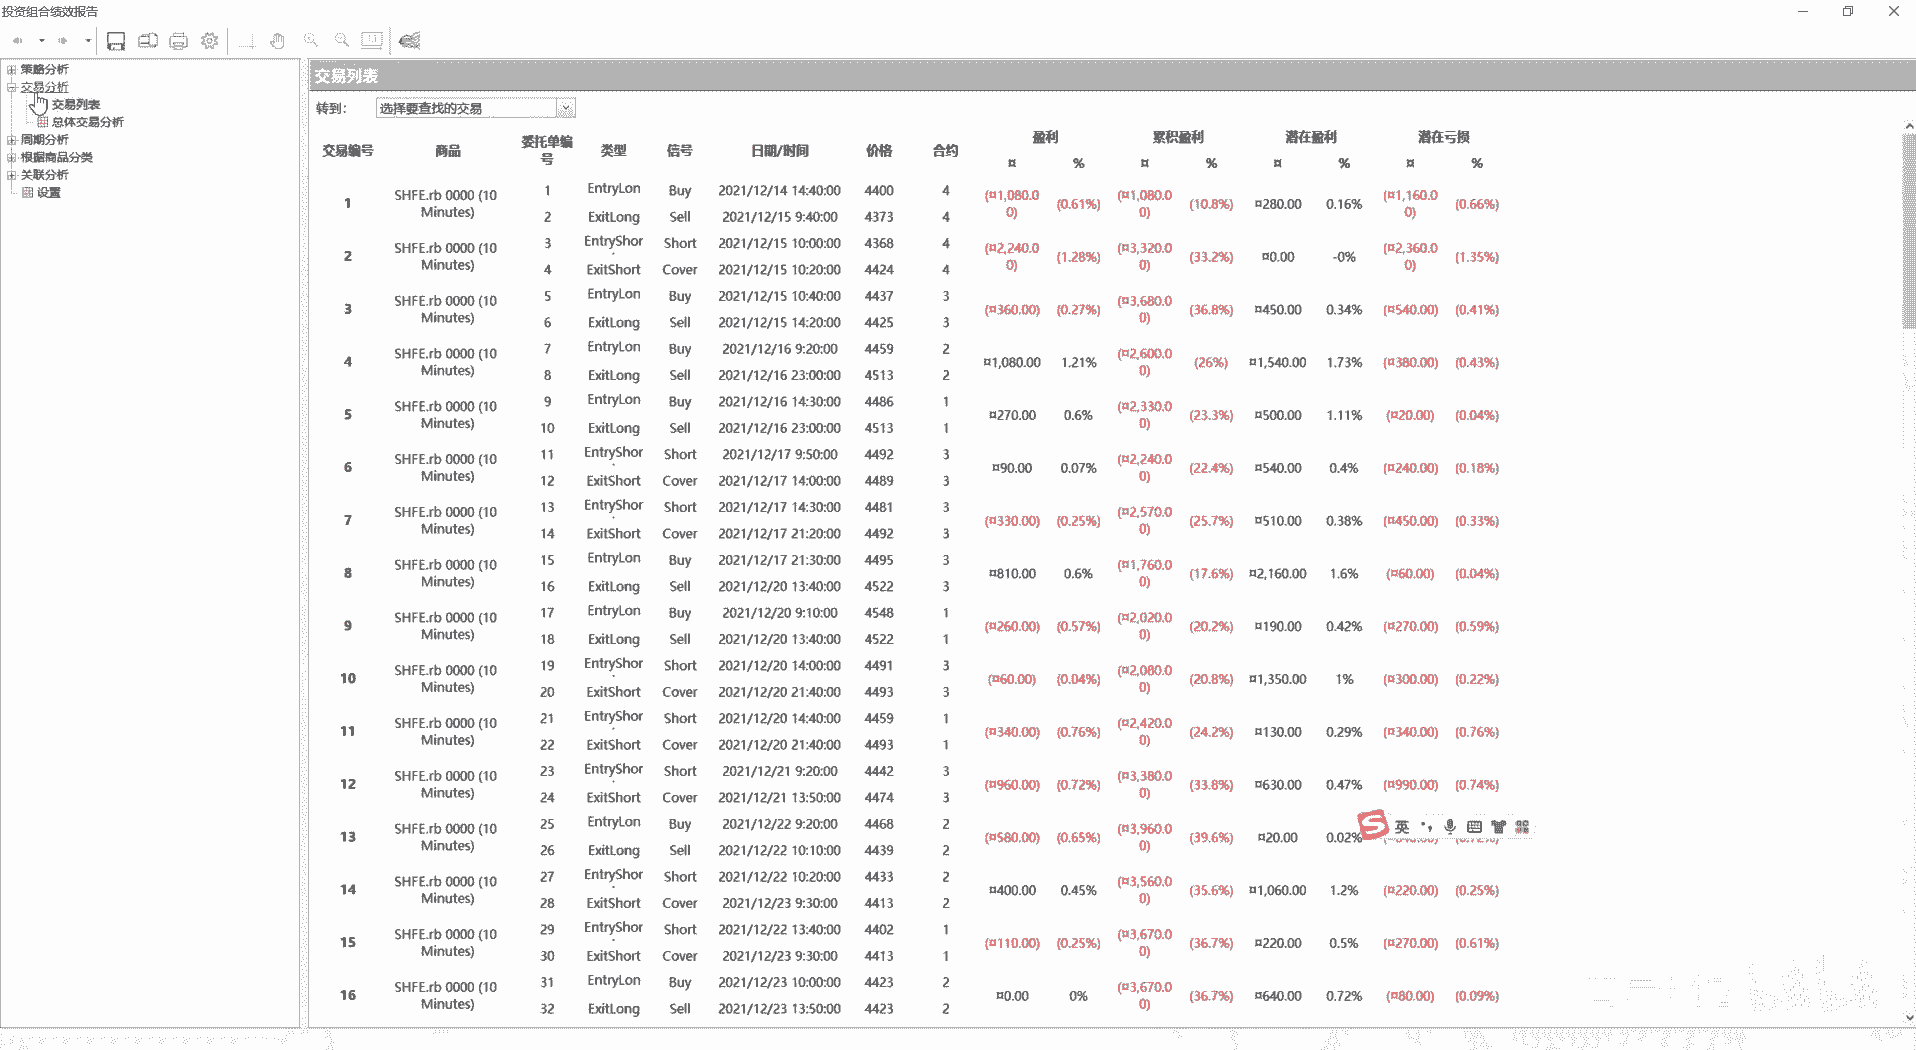 投资组合绩效报告
策略分析
交易分析
交易列表
总体交易分析
周期分析
根据商品分类
关联分析
设置
交易列表
转到： 选择要查找的交易
盈利 累积盈利 潜在盈利 潜在亏损
交易编号 商品 委托单编号 类型 信号 日期/时间 价格 合约 ¤ % ¤ % ¤ % ¤ %
1 SHFE.rb 0000 (10 Minutes) 1 EntryLon Buy 2021/12/14 14:40:00 4400 4 (¤1,080.00) (0.61%) (¤1,080.00) (10.8%) ¤280.00 0.16% (¤1,160.00) (0.66%)
2 ExitLong Sell 2021/12/15 9:40:00 4373 4
2 SHFE.rb 0000 (10 Minutes) 3 EntryShor Short 2021/12/15 10:00:00 4368 4 (¤2,240.00) (1.28%) (¤3,320.00) (33.2%) ¤0.00 -0% (¤2,360.00) (1.35%)
4 ExitShort Cover 2021/12/15 10:20:00 4424 4
3 SHFE.rb 0000 (10 Minutes) 5 EntryLon Buy 2021/12/15 10:40:00 4437 3 (¤360.00) (0.27%) (¤3,680.00) (36.8%) ¤450.00 0.34% (¤540.00) (0.41%)
6 ExitLong Sell 2021/12/15 14:20:00 4425 3
4 SHFE.rb 0000 (10 Minutes) 7 EntryLon Buy 2021/12/16 9:20:00 4459 2 ¤1,080.00 1.21% (¤2,600.00) (26%) ¤1,540.00 1.73% (¤380.00) (0.43%)
8 ExitLong Sell 2021/12/16 23:00:00 4513 2
5 SHFE.rb 0000 (10 Minutes) 9 EntryLon Buy 2021/12/16 14:30:00 4486 1 ¤270.00 0.6% (¤2,330.00) (23.3%) ¤500.00 1.11% (¤20.00) (0.04%)
10 ExitLong Sell 2021/12/16 23:00:00 4513 1
6 SHFE.rb 0000 (10 Minutes) 11 EntryShor Short 2021/12/17 9:50:00 4492 3 ¤90.00 0.07% (¤2,240.00) (22.4%) ¤540.00 0.4% (¤240.00) (0.18%)
12 ExitShort Cover 2021/12/17 14:00:00 4489 3
7 SHFE.rb 0000 (10 Minutes) 13 EntryShor Short 2021/12/17 14:30:00 4481 3 (¤330.00) (0.25%) (¤2,570.00) (25.7%) ¤510.00 0.38% (¤450.00) (0.33%)
14 ExitShort Cover 2021/12/17 21:20:00 4492 3
8 SHFE.rb 0000 (10 Minutes) 15 EntryLon Buy 2021/12/17 21:30:00 4495 3 ¤810.00 0.6% (¤1,760.00) (17.6%) ¤2,160.00 1.6% (¤60.00) (0.04%)
16 ExitLong Sell 2021/12/20 13:40:00 4522 3
9 SHFE.rb 0000 (10 Minutes) 17 EntryLon Buy 2021/12/20 9:10:00 4548 1 (¤260.00) (0.57%) (¤2,020.00) (20.2%) ¤190.00 0.42% (¤270.00) (0.59%)
18 ExitLong Sell 2021/12/20 13:40:00 4522 1
10 SHFE.rb 0000 (10 Minutes) 19 EntryShor Short 2021/12/20 14:00:00 4491 3 (¤60.00) (0.04%) (¤2,080.00) (20.8%) ¤1,350.00 1% (¤300.00) (0.22%)
20 ExitShort Cover 2021/12/20 21:40:00 4493 3
11 SHFE.rb 0000 (10 Minutes) 21 EntryShor Short 2021/12/20 14:40:00 4459 1 (¤340.00) (0.76%) (¤2,420.00) (24.2%) ¤130.00 0.29% (¤340.00) (0.76%)
22 ExitShort Cover 2021/12/20 21:40:00 4493 1
12 SHFE.rb 0000 (10 Minutes) 23 EntryShor Short 2021/12/21 9:20:00 4442 3 (¤960.00) (0.72%) (¤3,380.00) (33.8%) ¤630.00 0.47% (¤990.00) (0.74%)
24 ExitShort Cover 2021/12/21 13:50:00 4474 3
13 SHFE.rb 0000 (10 Minutes) 25 EntryLon Buy 2021/12/22 9:20:00 4468 2 (¤580.00) (0.65%) (¤3,960.00) (39.6%) ¤20.00 0.02%
英
26 ExitLong Sell 2021/12/22 10:10:00 4439 2
14 SHFE.rb 0000 (10 Minutes) 27 EntryShor Short 2021/12/22 10:20:00 4433 2 ¤400.00 0.45% (¤3,560.00) (35.6%) ¤1,060.00 1.2% (¤220.00) (0.25%)
28 ExitShort Cover 2021/12/23 9:30:00 4413 2
15 SHFE.rb 0000 (10 Minutes) 29 EntryShor Short 2021/12/22 13:40:00 4402 1 (¤110.00) (0.25%) (¤3,670.00) (36.7%) ¤220.00 0.5% (¤270.00) (0.61%)
30 ExitShort Cover 2021/12/23 9:30:00 4413 1
16 SHFE.rb 0000 (10 Minutes) 31 EntryLon Buy 2021/12/23 10:00:00 4423 2 ¤0.00 0% (¤3,670.00) (36.7%) ¤640.00 0.72% (¤80.00) (0.09%)
32 ExitLong Sell 2021/12/23 13:50:00 4423 2